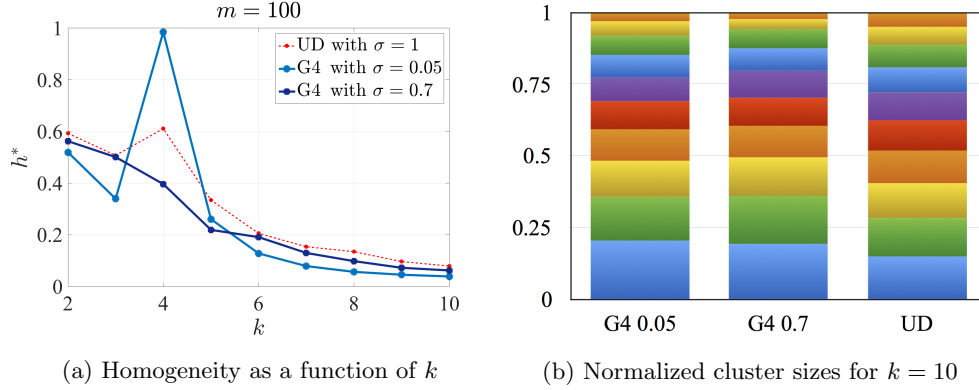 m = 100
UD with σ = 1
G4 with σ = 0.05
G4 with σ = 0.7
h*
1
0.8
0.6
0.4
0.2
0
2
4
6
8
10
k
1
0.75
0.5
0.25
0
G4 0.05
G4 0.7
UD
(a) Homogeneity as a function of k
(b) Normalized cluster sizes for k = 10